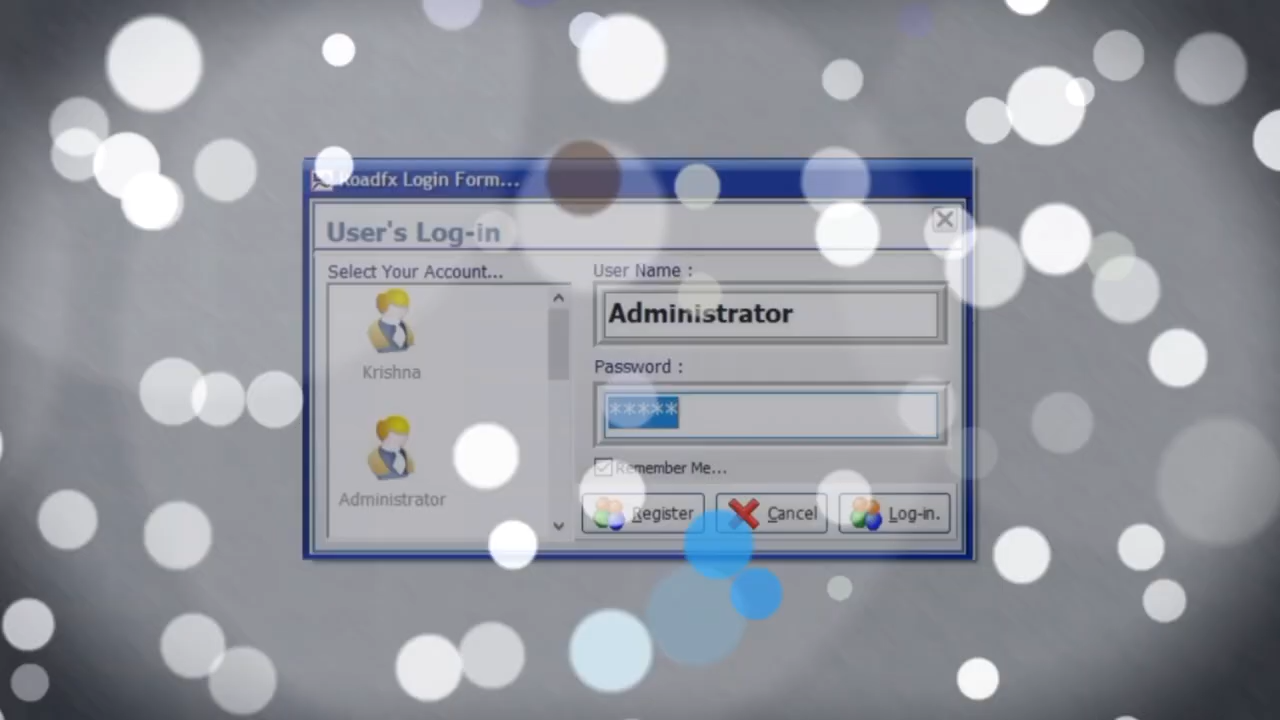 Koadfx Login Form...
User's Log-in
Select Your Account...
Krishna
Administrator
User Name :
Administrator
Password :
*****
Remember Me...
Register
Cancel
Log-in.